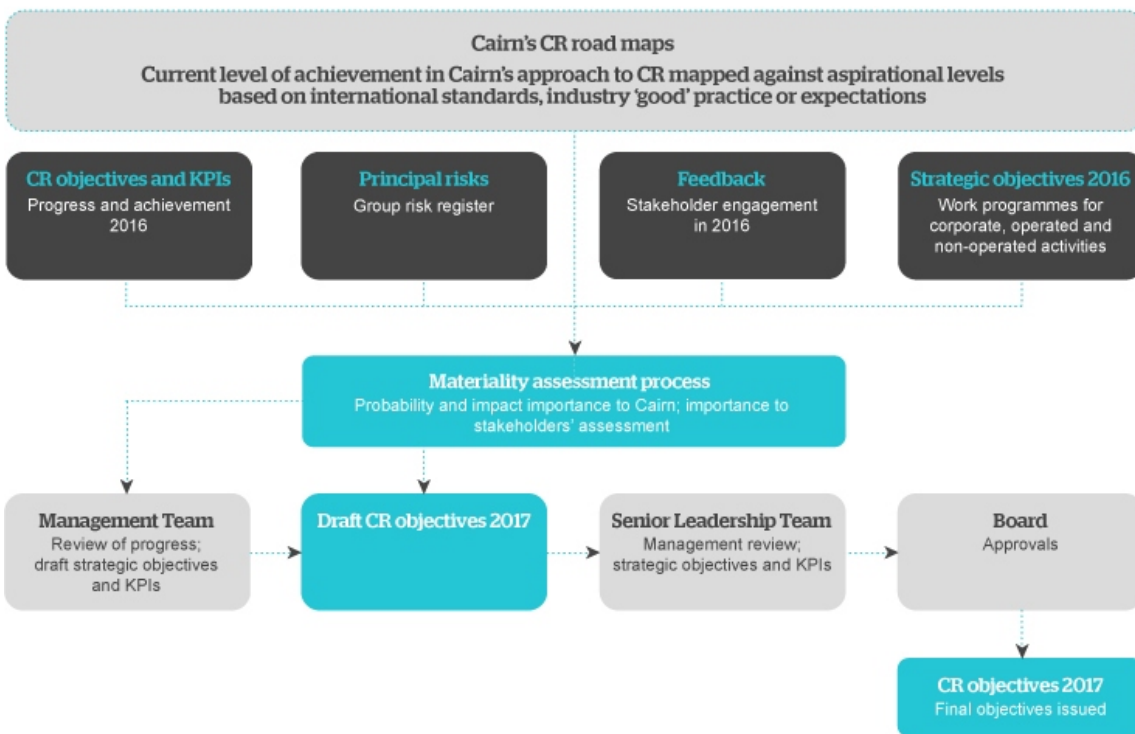 Cairn's CR road maps
Current level of achievement in Cairn's approach to CR mapped against aspirational levels
based on international standards, industry 'good' practice or expectations
CR objectives and KPIs
Progress and achievement
2016
Principal risks
Group risk register
Feedback
Stakeholder engagement
in 2016
Strategic objectives 2016
Work programmes for
corporate, operated and
non-operated activities
Materiality assessment process
Probability and impact importance to Cairn; importance to
stakeholders' assessment
Management Team
Review of progress;
draft strategic objectives
and KPIs
Draft CR objectives 2017
Senior Leadership Team
Management review;
strategic objectives and KPIs
Board
Approvals
CR objectives 2017
Final objectives issued